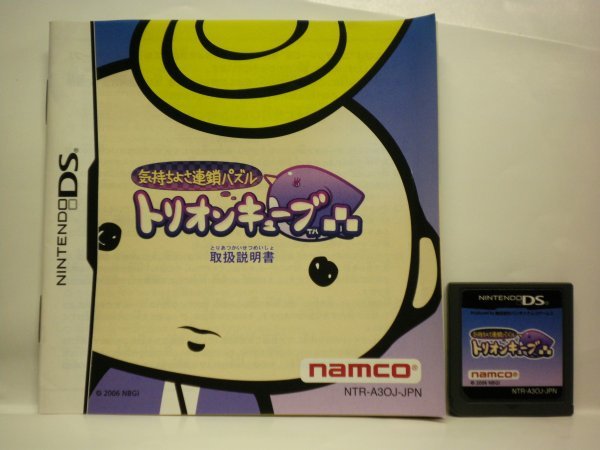 NINTENDO DS™
気持ちよさ連鎖パズル
トリオンキューブ
TM
とりあつかいせつめいしょ
取扱説明書
namco®
© 2006 NBGI
NTR-A3OJ-JPN
NINTENDO DS™
気持ちよさ連鎖パズル
トリオンキューブ
namco®
© 2006 NBGI
NTR-A3OJ-JPN